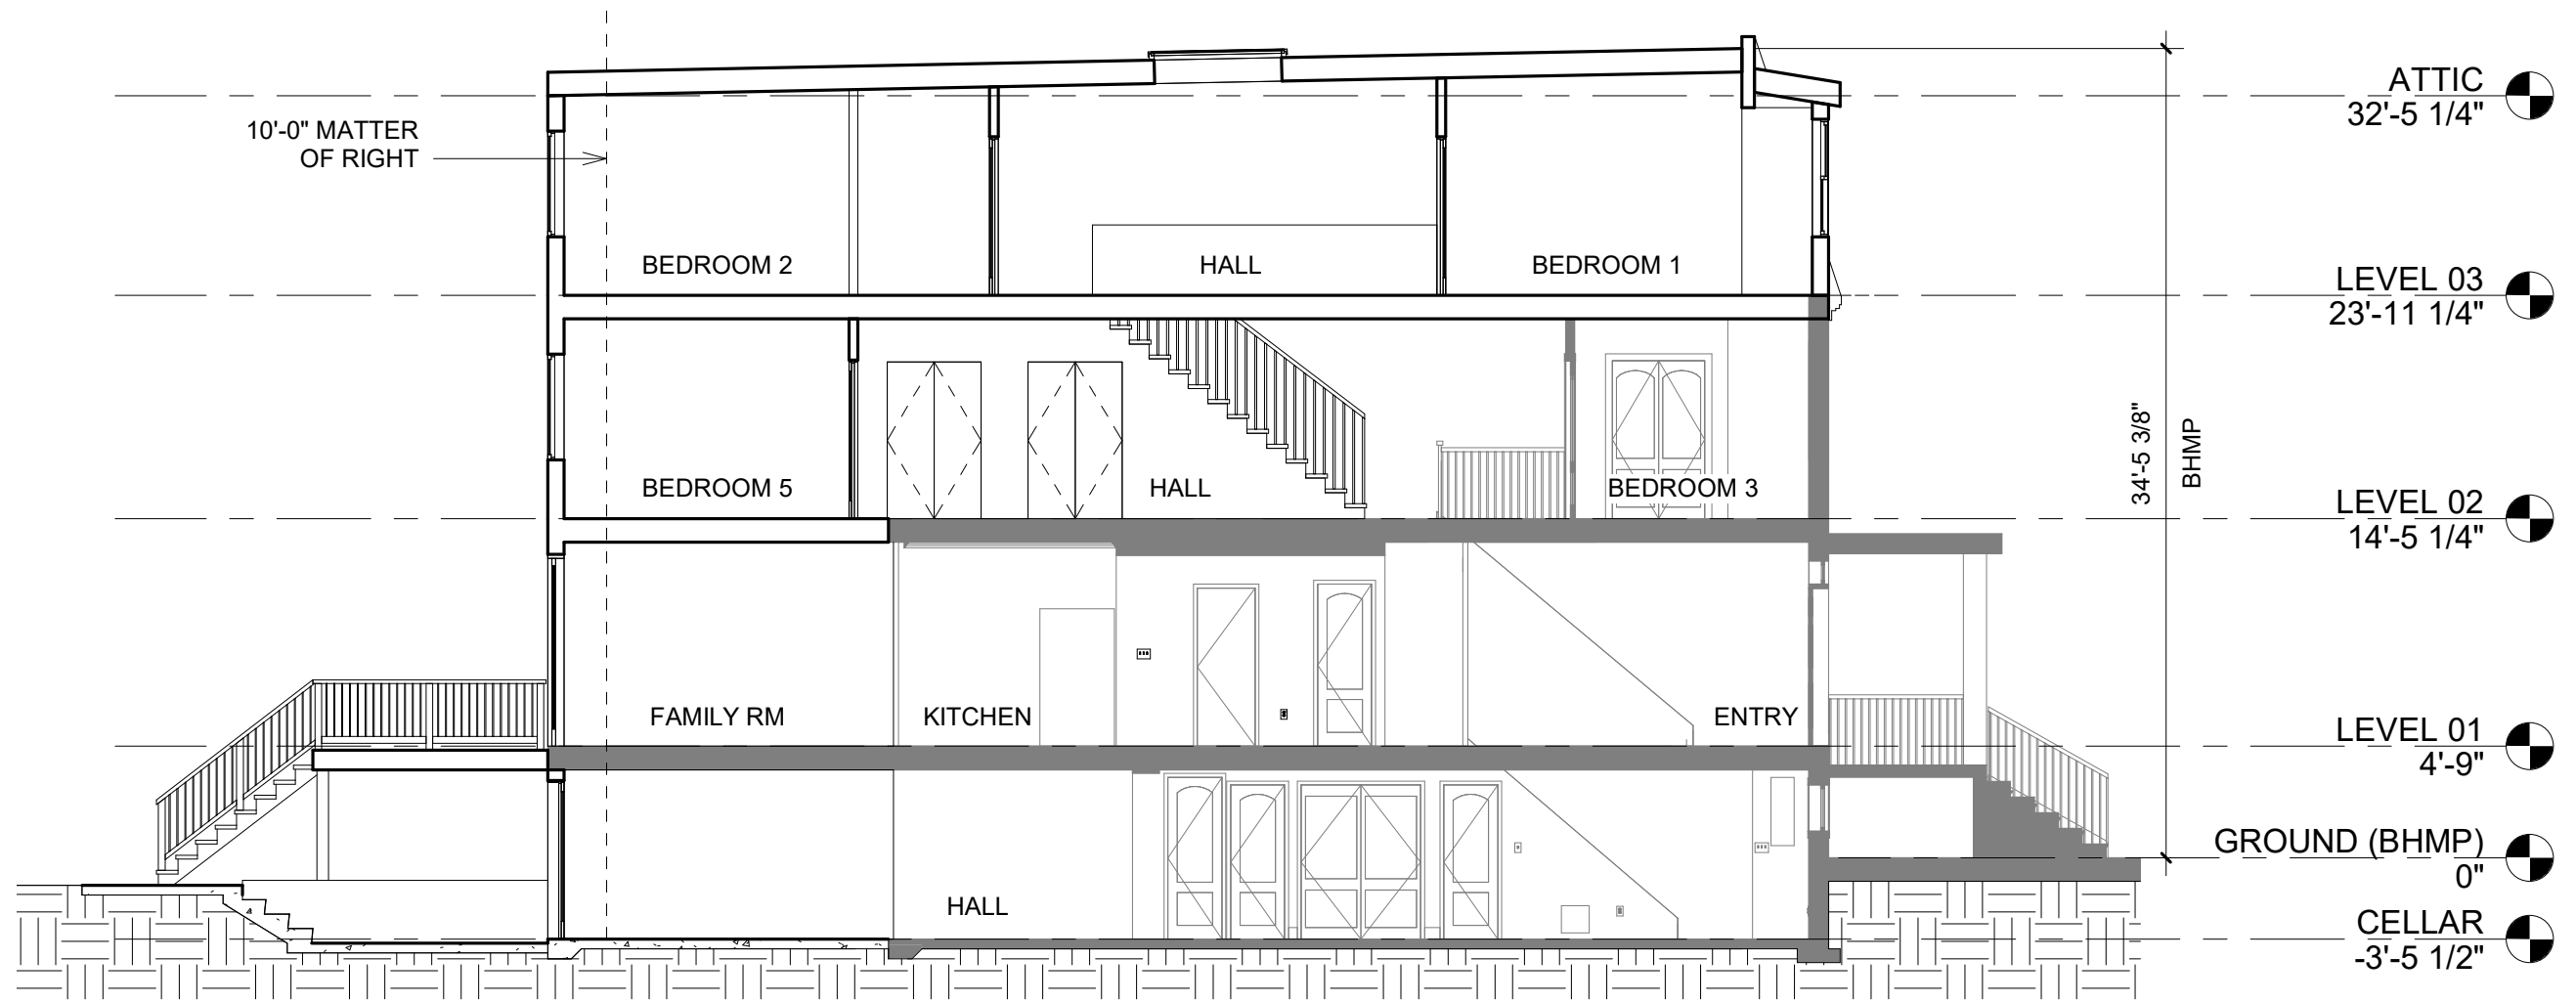 ATTIC
32'-5 1/4"
10'-0" MATTER
OF RIGHT
BEDROOM 2
HALL
BEDROOM 1
LEVEL 03
23'-11 1/4"
34'-5 3/8"
BHMP
BEDROOM 5
HALL
BEDROOM 3
LEVEL 02
14'-5 1/4"
FAMILY RM
KITCHEN
ENTRY
LEVEL 01
4'-9"
GROUND (BHMP)
0"
HALL
CELLAR
-3'-5 1/2"